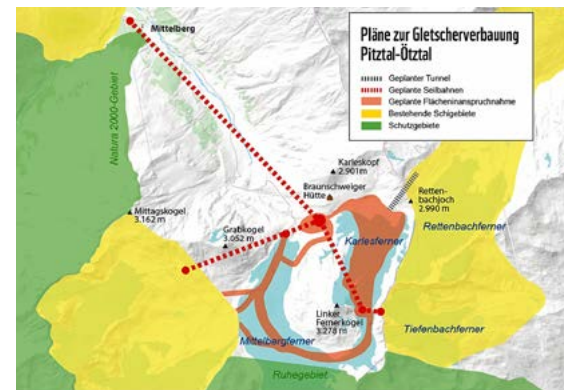 Mittelberg
Pläne zur Gletscherverbauung
Pitztal-Ötztal
Geplanter Tunnel
Geplante Seilbahnen
Geplante Flächeninanspruchnahme
Bestehende Schigebiete
Schutzgebiete
Natura 2000-Gebiet
Karleskopf
2.901 m
Braunschweiger
Hütte
Retten-
bachjoch
2.990 m
Mittagskogel
3.162 m
Grabkogel
3.052 m
Rettenbachferner
Karlesferner
Linker
Fernerkogel
3.278 m
Mittelbergferner
Tiefenbachferner
Ruhegebiet